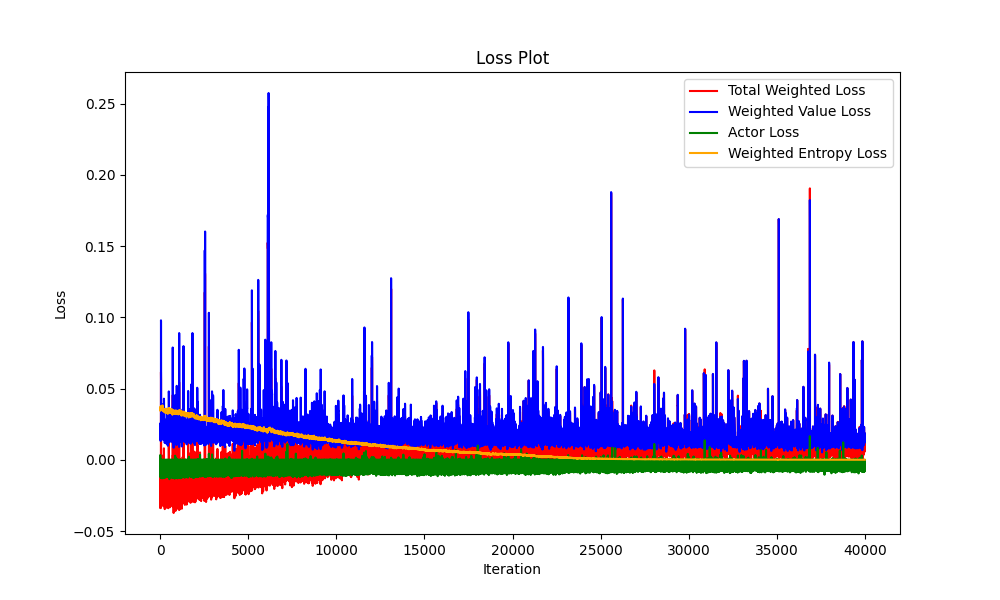 Loss Plot
Total Weighted Loss
Weighted Value Loss
Actor Loss
Weighted Entropy Loss
Loss
0.25
0.20
0.15
0.10
0.05
0.00
−0.05
0 5000 10000 15000 20000 25000 30000 35000 40000
Iteration